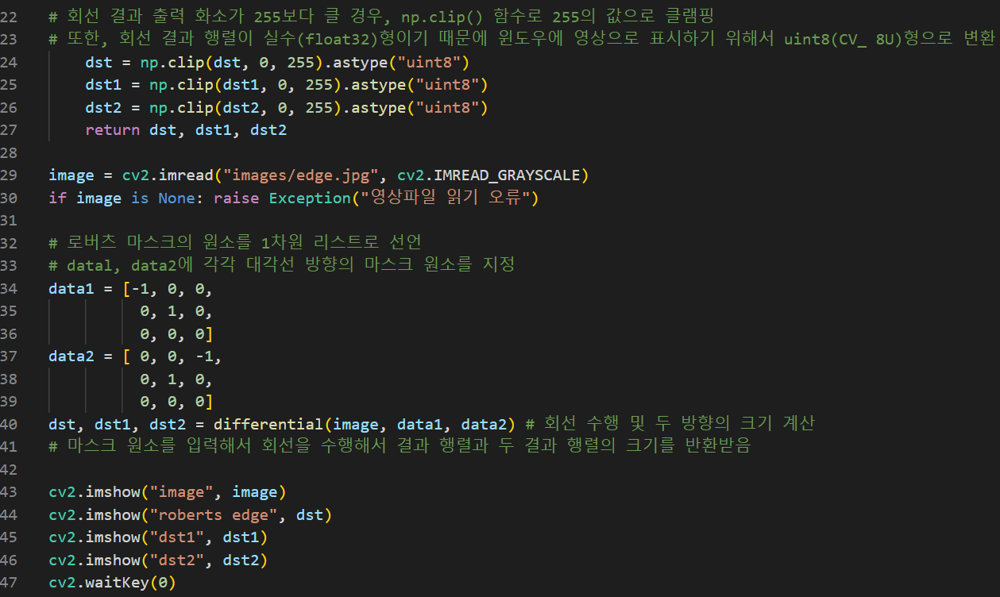 22 # 회선 결과 출력 화소가 255보다 클 경우, np.clip() 함수로 255의 값으로 클램핑
23 # 또한, 회선 결과 행렬이 실수(float32)형이기 때문에 윈도우에 영상으로 표시하기 위해서 uint8(CV_ 8U)형으로 변환
24 dst = np.clip(dst, 0, 255).astype("uint8")
25 dst1 = np.clip(dst1, 0, 255).astype("uint8")
26 dst2 = np.clip(dst2, 0, 255).astype("uint8")
27 return dst, dst1, dst2
28
29 image = cv2.imread("images/edge.jpg", cv2.IMREAD_GRAYSCALE)
30 if image is None: raise Exception("영상파일 읽기 오류")
31
32 # 로버츠 마스크의 원소를 1차원 리스트로 선언
33 # datal, data2에 각각 대각선 방향의 마스크 원소를 지정
34 data1 = [-1, 0, 0,
35 0, 1, 0,
36 0, 0, 0]
37 data2 = [ 0, 0, -1,
38 0, 1, 0,
39 0, 0, 0]
40 dst, dst1, dst2 = differential(image, data1, data2) # 회선 수행 및 두 방향의 크기 계산
41 # 마스크 원소를 입력해서 회선을 수행해서 결과 행렬과 두 결과 행렬의 크기를 반환받음
42
43 cv2.imshow("image", image)
44 cv2.imshow("roberts edge", dst)
45 cv2.imshow("dst1", dst1)
46 cv2.imshow("dst2", dst2)
47 cv2.waitKey(0)